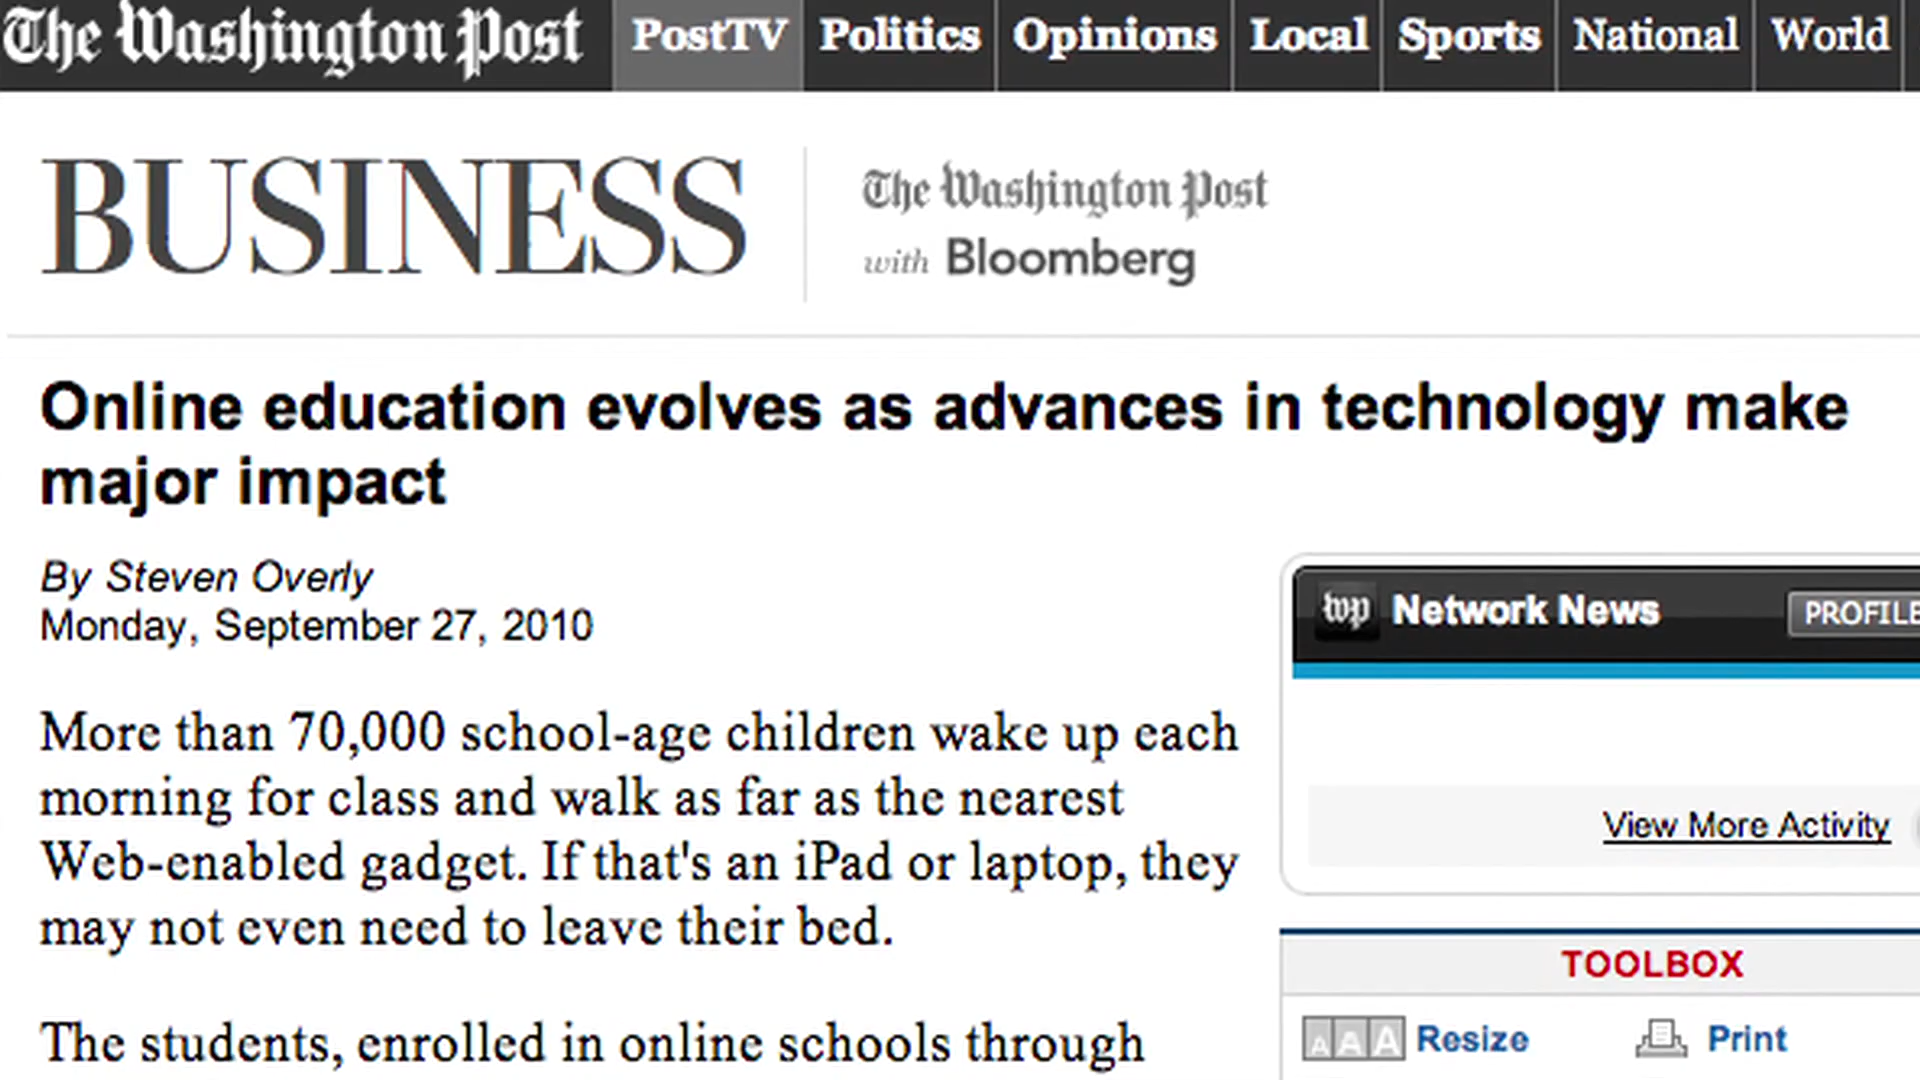 The Washington Post PostTV Politics Opinions Local Sports National World
BUSINESS
The Washington Post
with Bloomberg
Online education evolves as advances in technology make
major impact
By Steven Overly
Monday, September 27, 2010
More than 70,000 school-age children wake up each
morning for class and walk as far as the nearest
Web-enabled gadget. If that's an iPad or laptop, they
may not even need to leave their bed.
The students, enrolled in online schools through
wp Network News PROFILE
View More Activity
TOOLBOX
AAA Resize Print